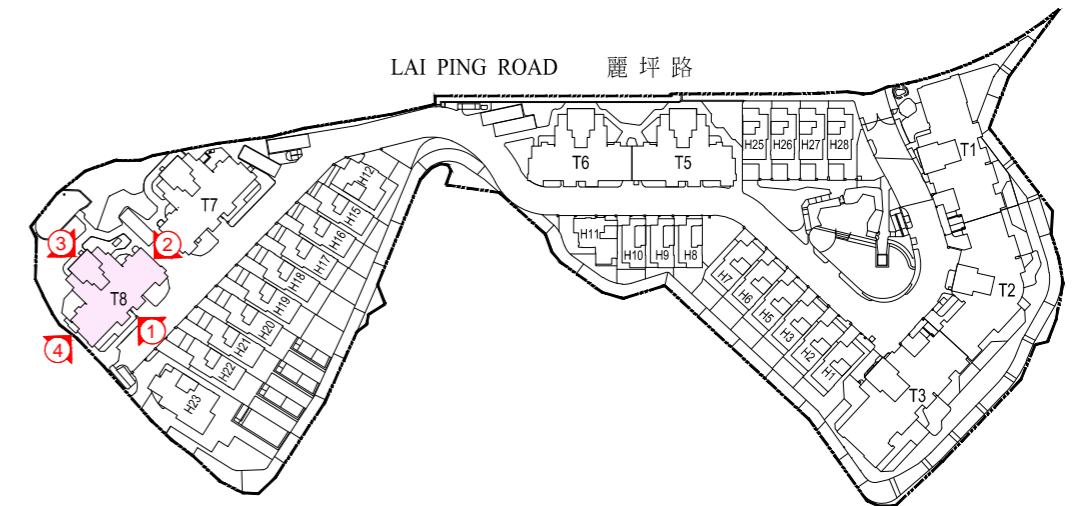 LAI PING ROAD 麗坪路
T1
T6
T5
H25
H26
H27
H28
T7
H12
H15
H16
H17
H18
H19
H20
H21
H22
H23
H11
H10
H9
H8
H7
H6
H5
H3
H2
H1
T2
T3
3
2
T8
1
4